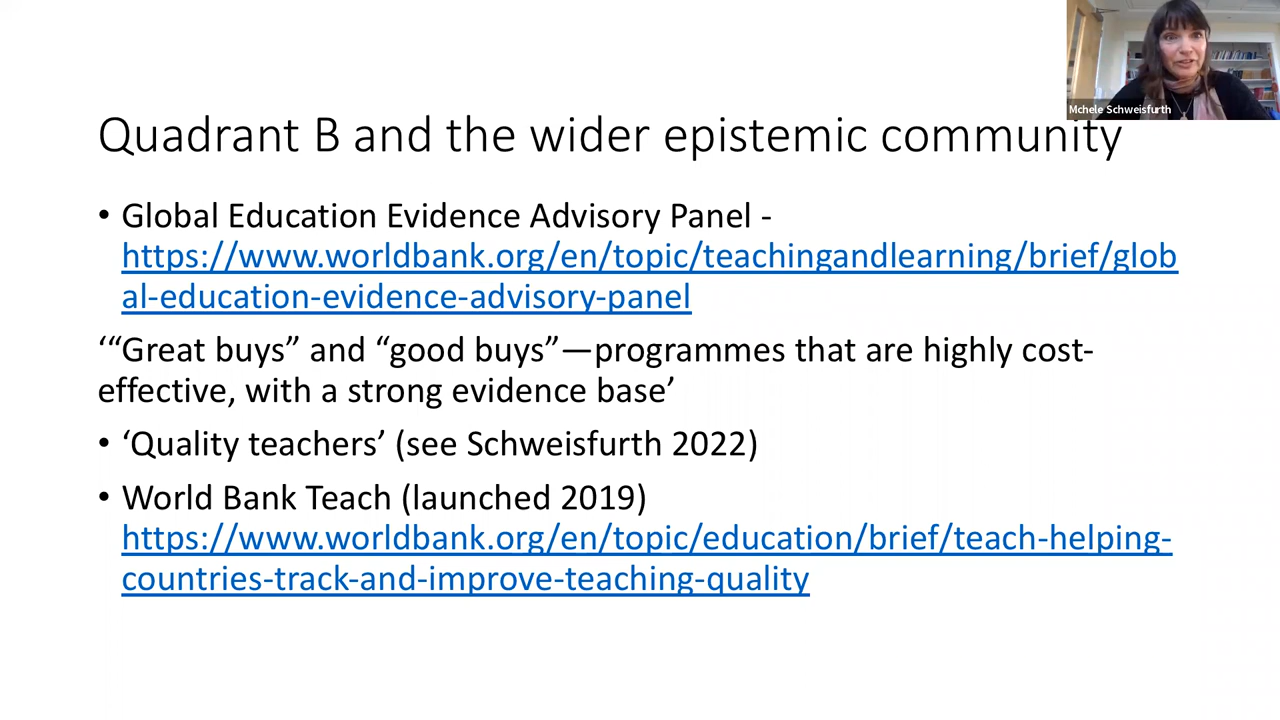 Mchele Schweisfurth
Quadrant B and the wider epistemic community
• Global Education Evidence Advisory Panel -
https://www.worldbank.org/en/topic/teachingandlearning/brief/glob
al-education-evidence-advisory-panel
‘“Great buys” and “good buys”—programmes that are highly cost-
effective, with a strong evidence base’
• ‘Quality teachers’ (see Schweisfurth 2022)
• World Bank Teach (launched 2019)
https://www.worldbank.org/en/topic/education/brief/teach-helping-
countries-track-and-improve-teaching-quality